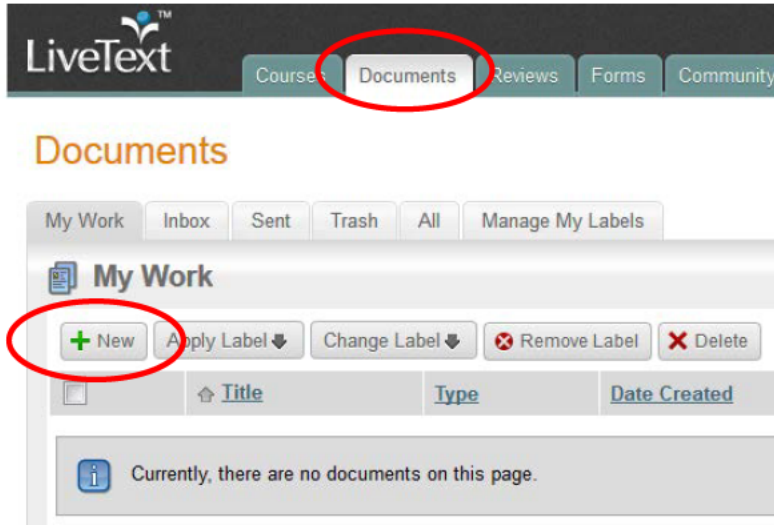 LiveText™
Courses Documents Reviews Forms Community
Documents
My Work Inbox Sent Trash All Manage My Labels
My Work
New Apply Label Change Label Remove Label Delete
Title Type Date Created
Currently, there are no documents on this page.